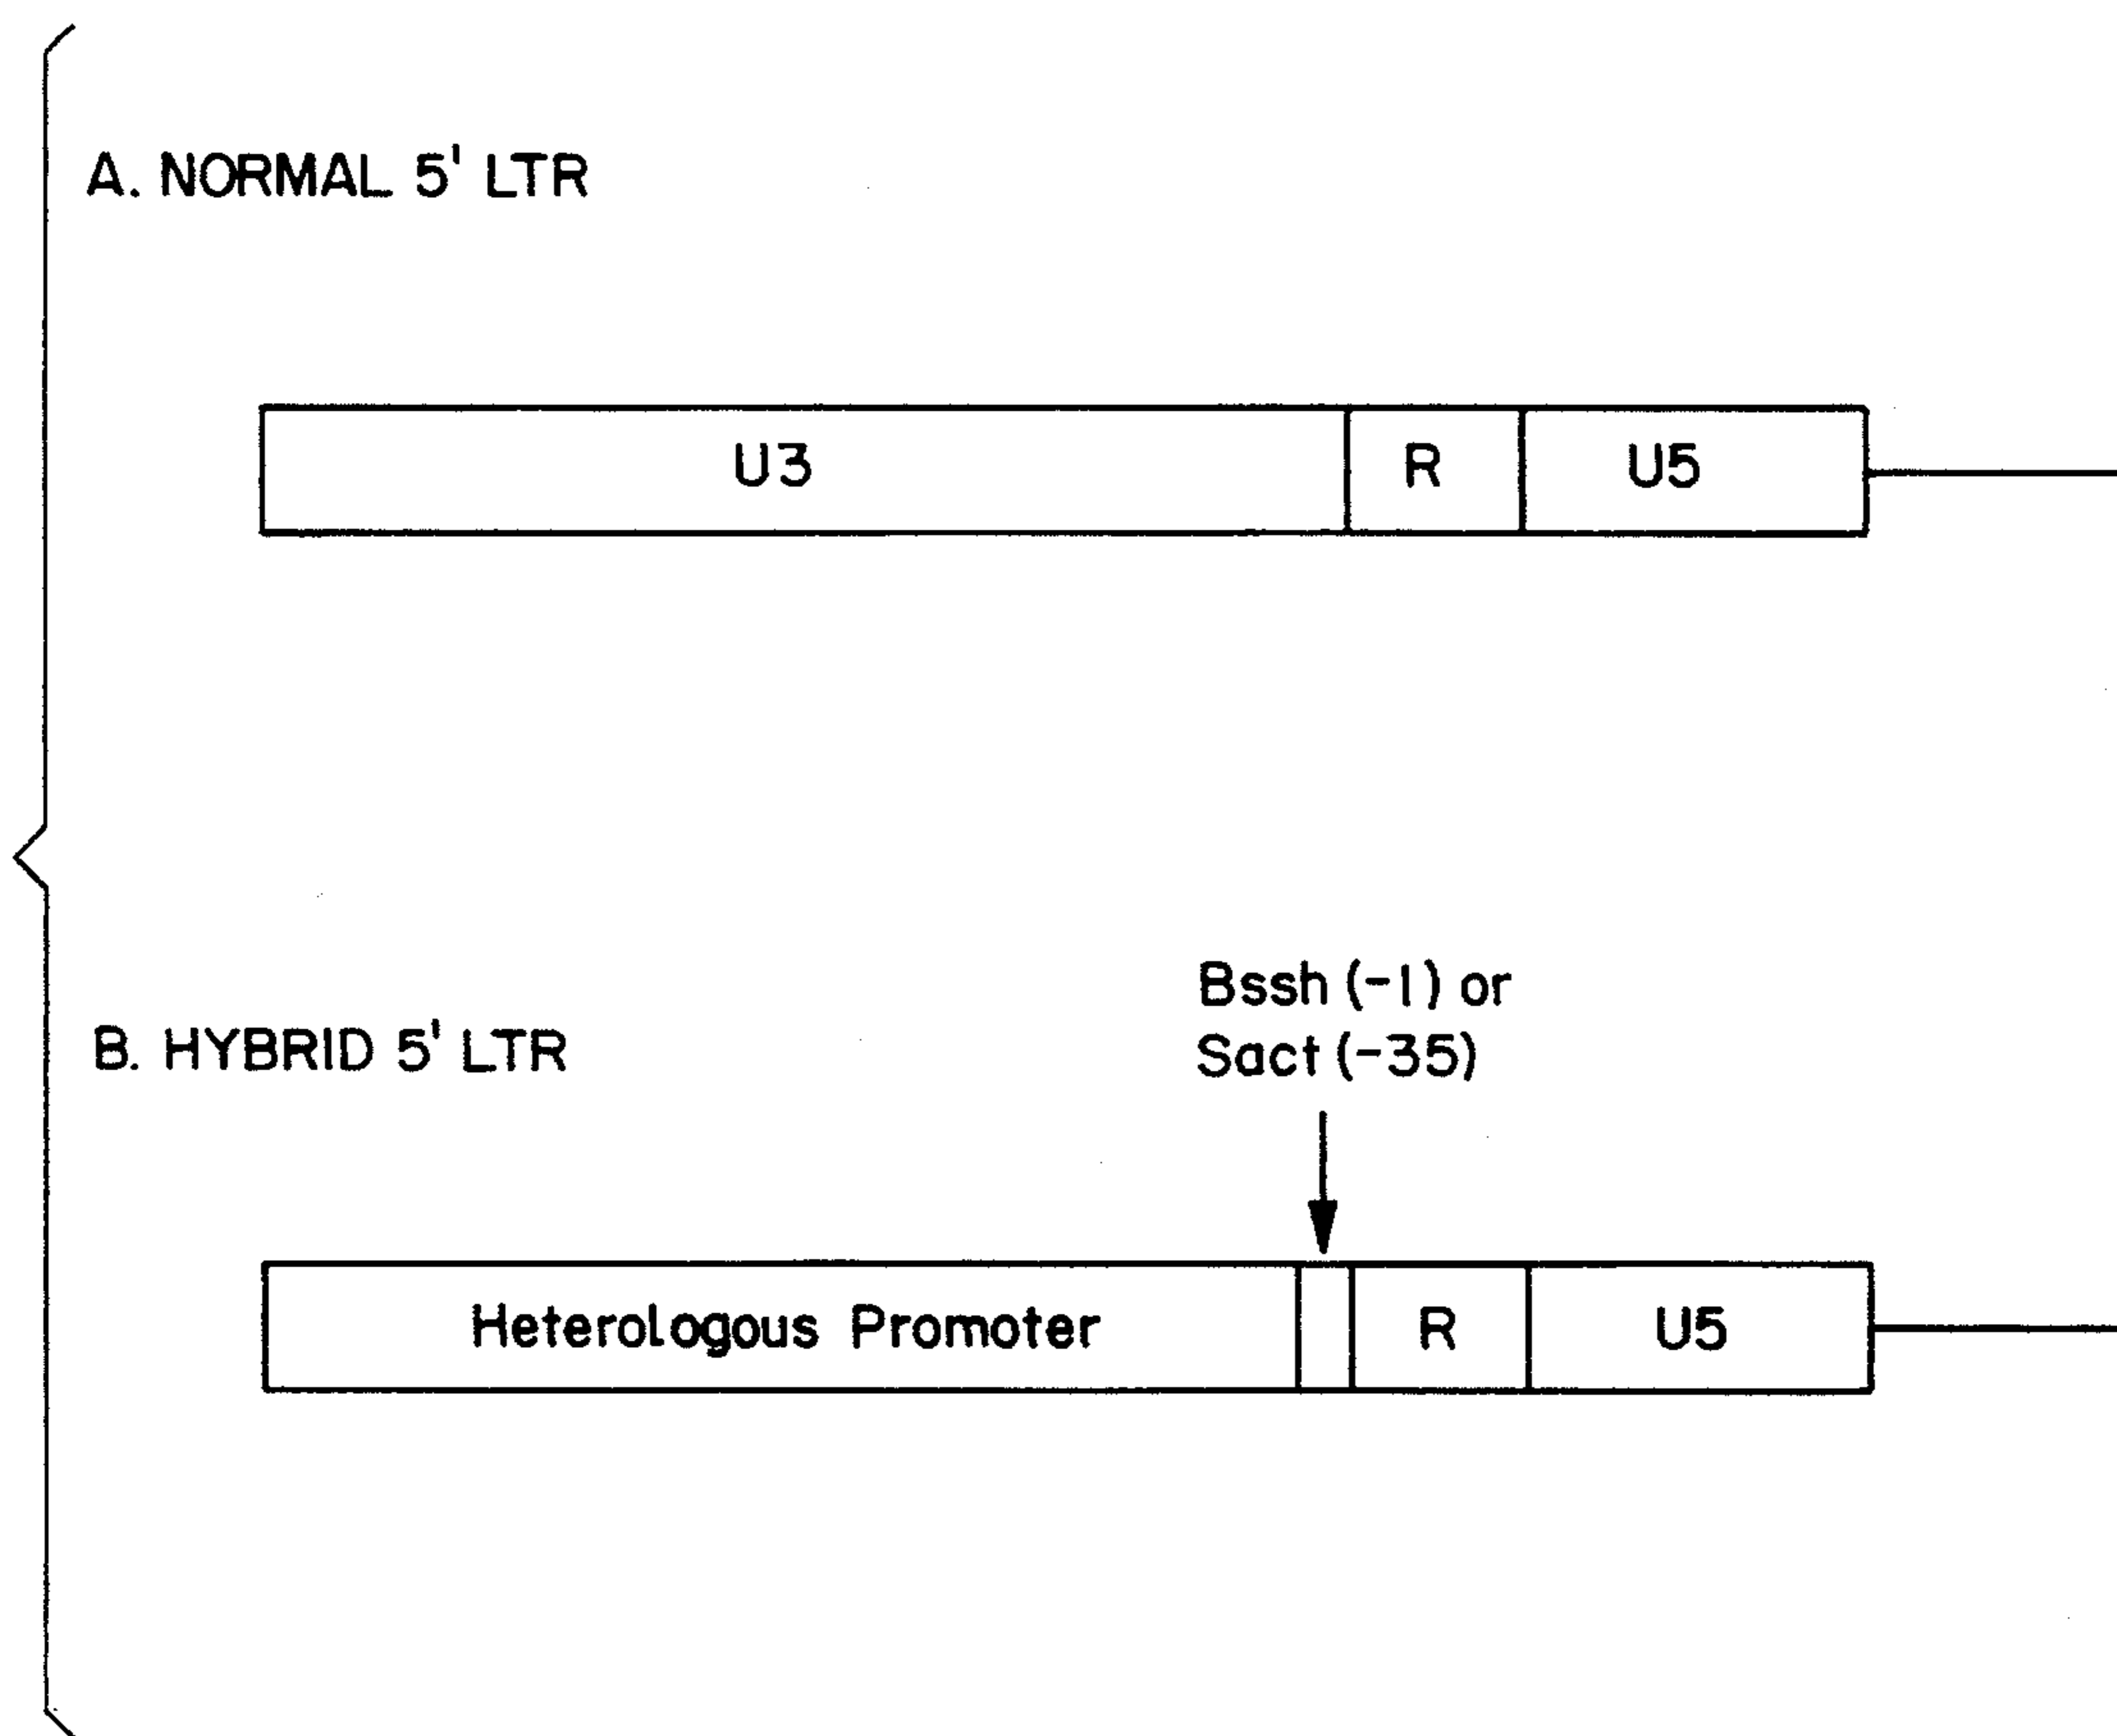 A. NORMAL 5' LTR
U3 R U5
Bssh (-1) or
Sact (-35)
B. HYBRID 5' LTR
Heterologous Promoter R U5